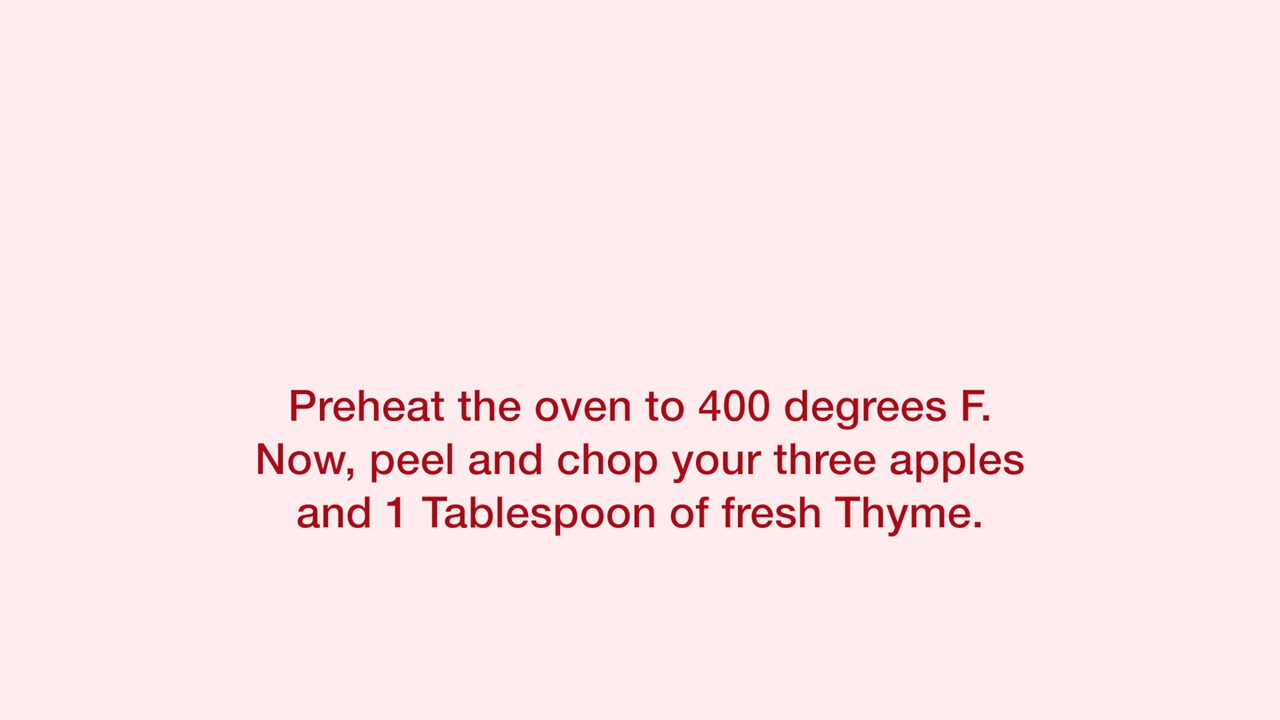 Preheat the oven to 400 degrees F.
Now, peel and chop your three apples
and 1 Tablespoon of fresh Thyme.